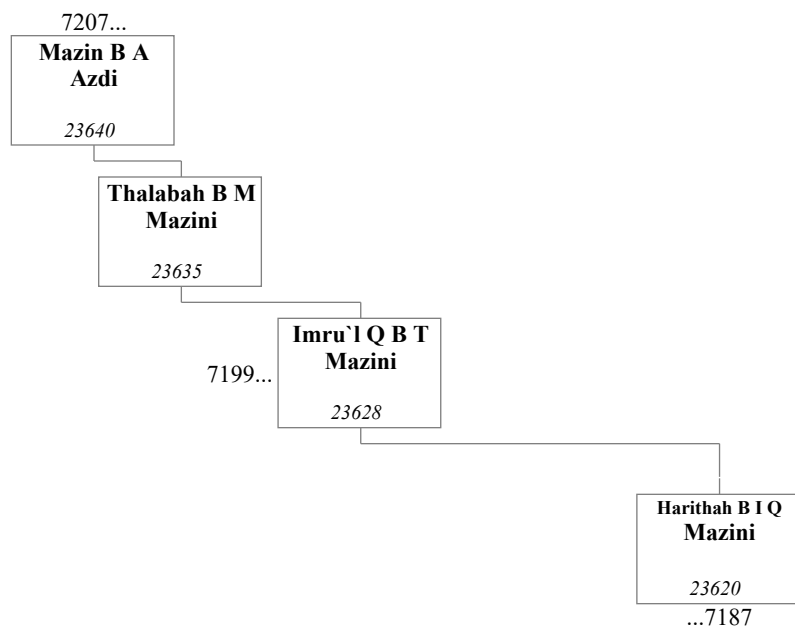 7207...
Mazin B A
Azdi
23640
Thalabah B M
Mazini
23635
Imru`l Q B T
Mazini
7199...
23628
Harithah B I Q
Mazini
23620
...7187